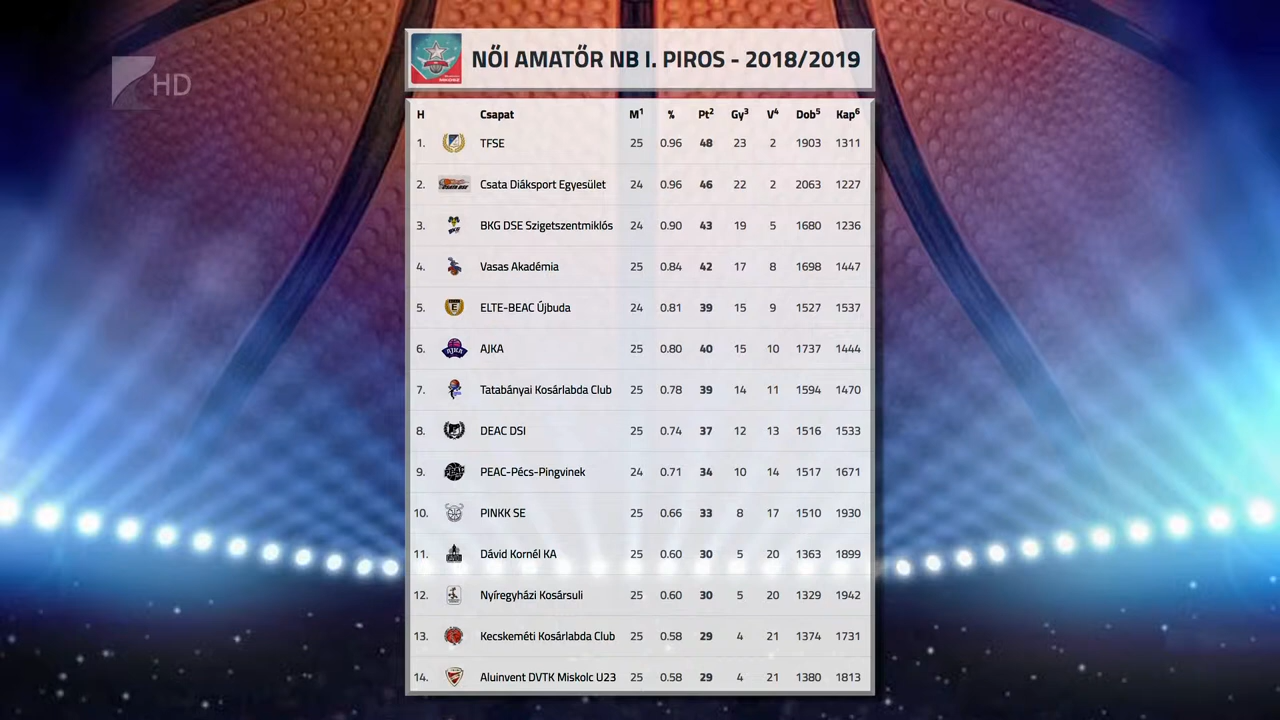 HD
NŐI AMATŐR NB I. PIROS - 2018/2019
H Csapat M¹ % Pt² Gy³ V⁴ Dob⁵ Kap⁶
1. TFSE 25 0.96 48 23 2 1903 1311
2. Csata Diáksport Egyesület 24 0.96 46 22 2 2063 1227
3. BKG DSE Szigetszentmiklós 24 0.90 43 19 5 1680 1236
4. Vasas Akadémia 25 0.84 42 17 8 1698 1447
5. ELTE-BEAC Újbuda 24 0.81 39 15 9 1527 1537
6. AJKA 25 0.80 40 15 10 1737 1444
7. Tatabányai Kosárlabda Club 25 0.78 39 14 11 1594 1470
8. DEAC DSI 25 0.74 37 12 13 1516 1533
9. PEAC-Pécs-Pingvinek 24 0.71 34 10 14 1517 1671
10. PINKK SE 25 0.66 33 8 17 1510 1930
11. Dávid Kornél KA 25 0.60 30 5 20 1363 1899
12. Nyíregyházi Kosársuli 25 0.60 30 5 20 1329 1942
13. Kecskeméti Kosárlabda Club 25 0.58 29 4 21 1374 1731
14. Aluinvent DVTK Miskolc U23 25 0.58 29 4 21 1380 1813